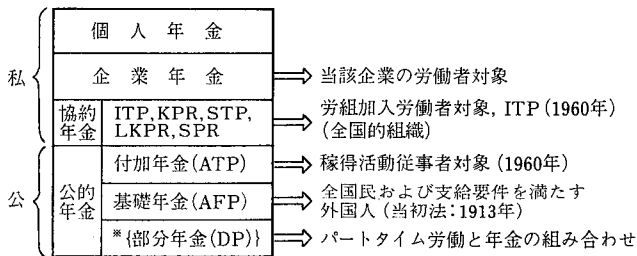 個人年金
私
企業年金
当該企業の労働者対象
協約年金
ITP,KPR,STP,
LKPR,SPR
労組加入労働者対象, ITP(1960年)
(全国的組織)
公
公的年金
付加年金(ATP)
稼得活動従事者対象(1960年)
基礎年金(AFP)
全国民および支給要件を満たす
外国人(当初法:1913年)
※{部分年金(DP)}
パートタイム労働と年金の組み合わせ